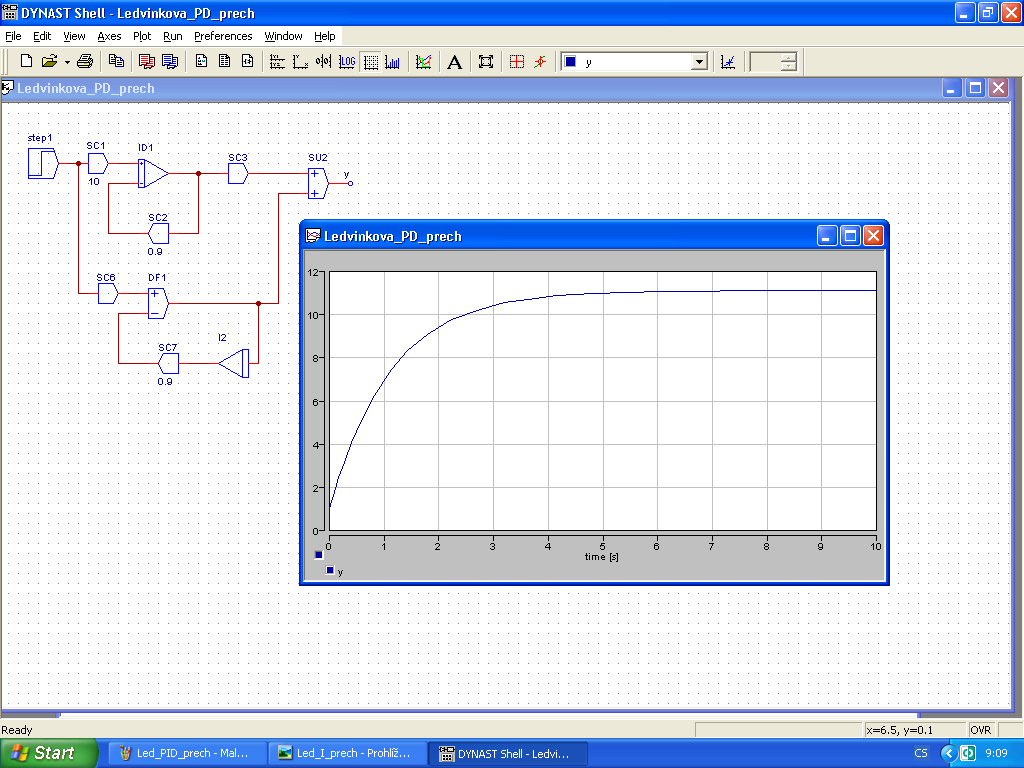 DYNAST Shell - Ledvinkova_PD_prech
File Edit View Axes Plot Run Preferences Window Help
LOG A y
Ledvinkova_PD_prech
step1
SC1
ID1
10
SC2
0.9
SC3
SU2
y
SC6
DF1
I2
SC7
0.9
Ledvinkova_PD_prech
12
10
8
6
4
2
0
0 1 2 3 4 5 6 7 8 9 10
time [s]
y
Ready
x=6.5, y=0.1 OVR
Start Led_PID_prech - Mal... Led_I_prech - Prohlíž... DYNAST Shell - Ledvi... CS 9:09